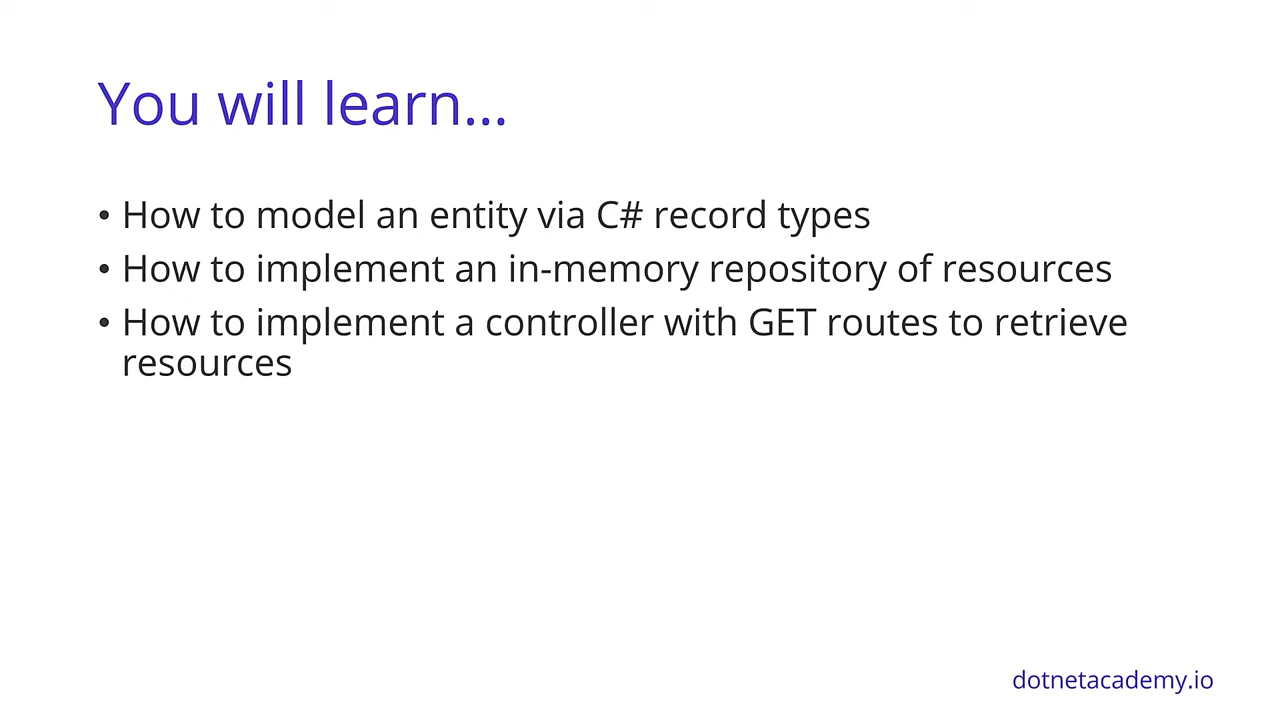 You will learn...
• How to model an entity via C# record types
• How to implement an in-memory repository of resources
• How to implement a controller with GET routes to retrieve
resources
dotnetacademy.io